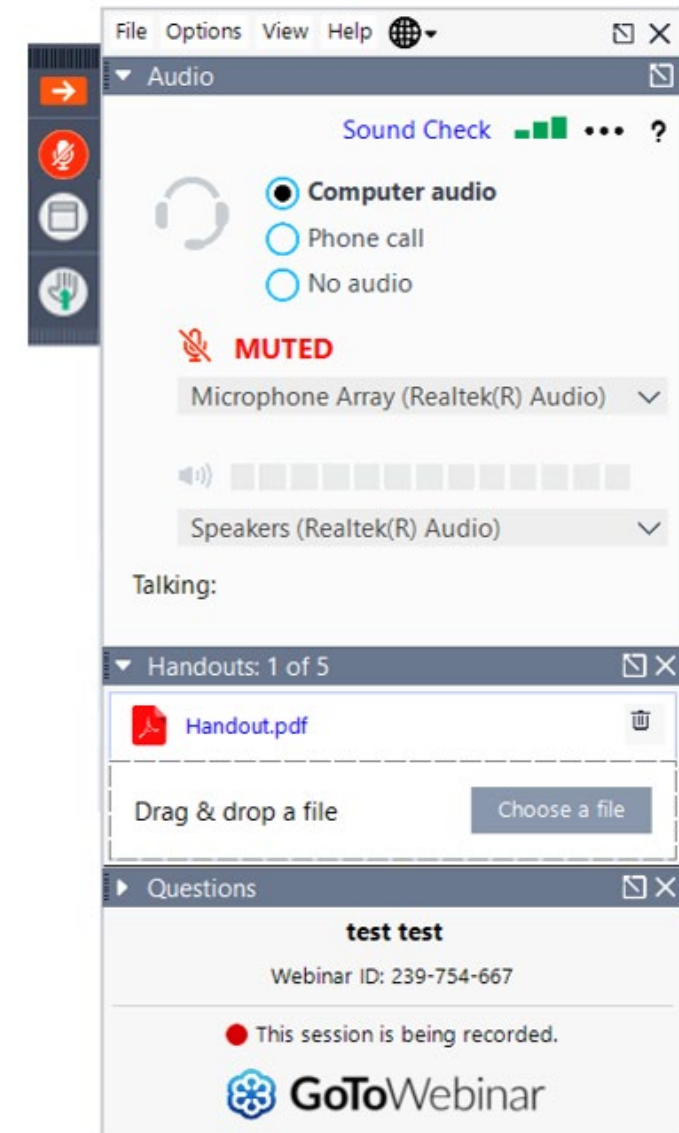 File Options View Help
Audio
Sound Check ?
Computer audio
Phone call
No audio
MUTED
Microphone Array (Realtek(R) Audio)
Speakers (Realtek(R) Audio)
Talking:
Handouts: 1 of 5
Handout.pdf
Drag & drop a file Choose a file
Questions
test test
Webinar ID: 239-754-667
This session is being recorded.
GoToWebinar